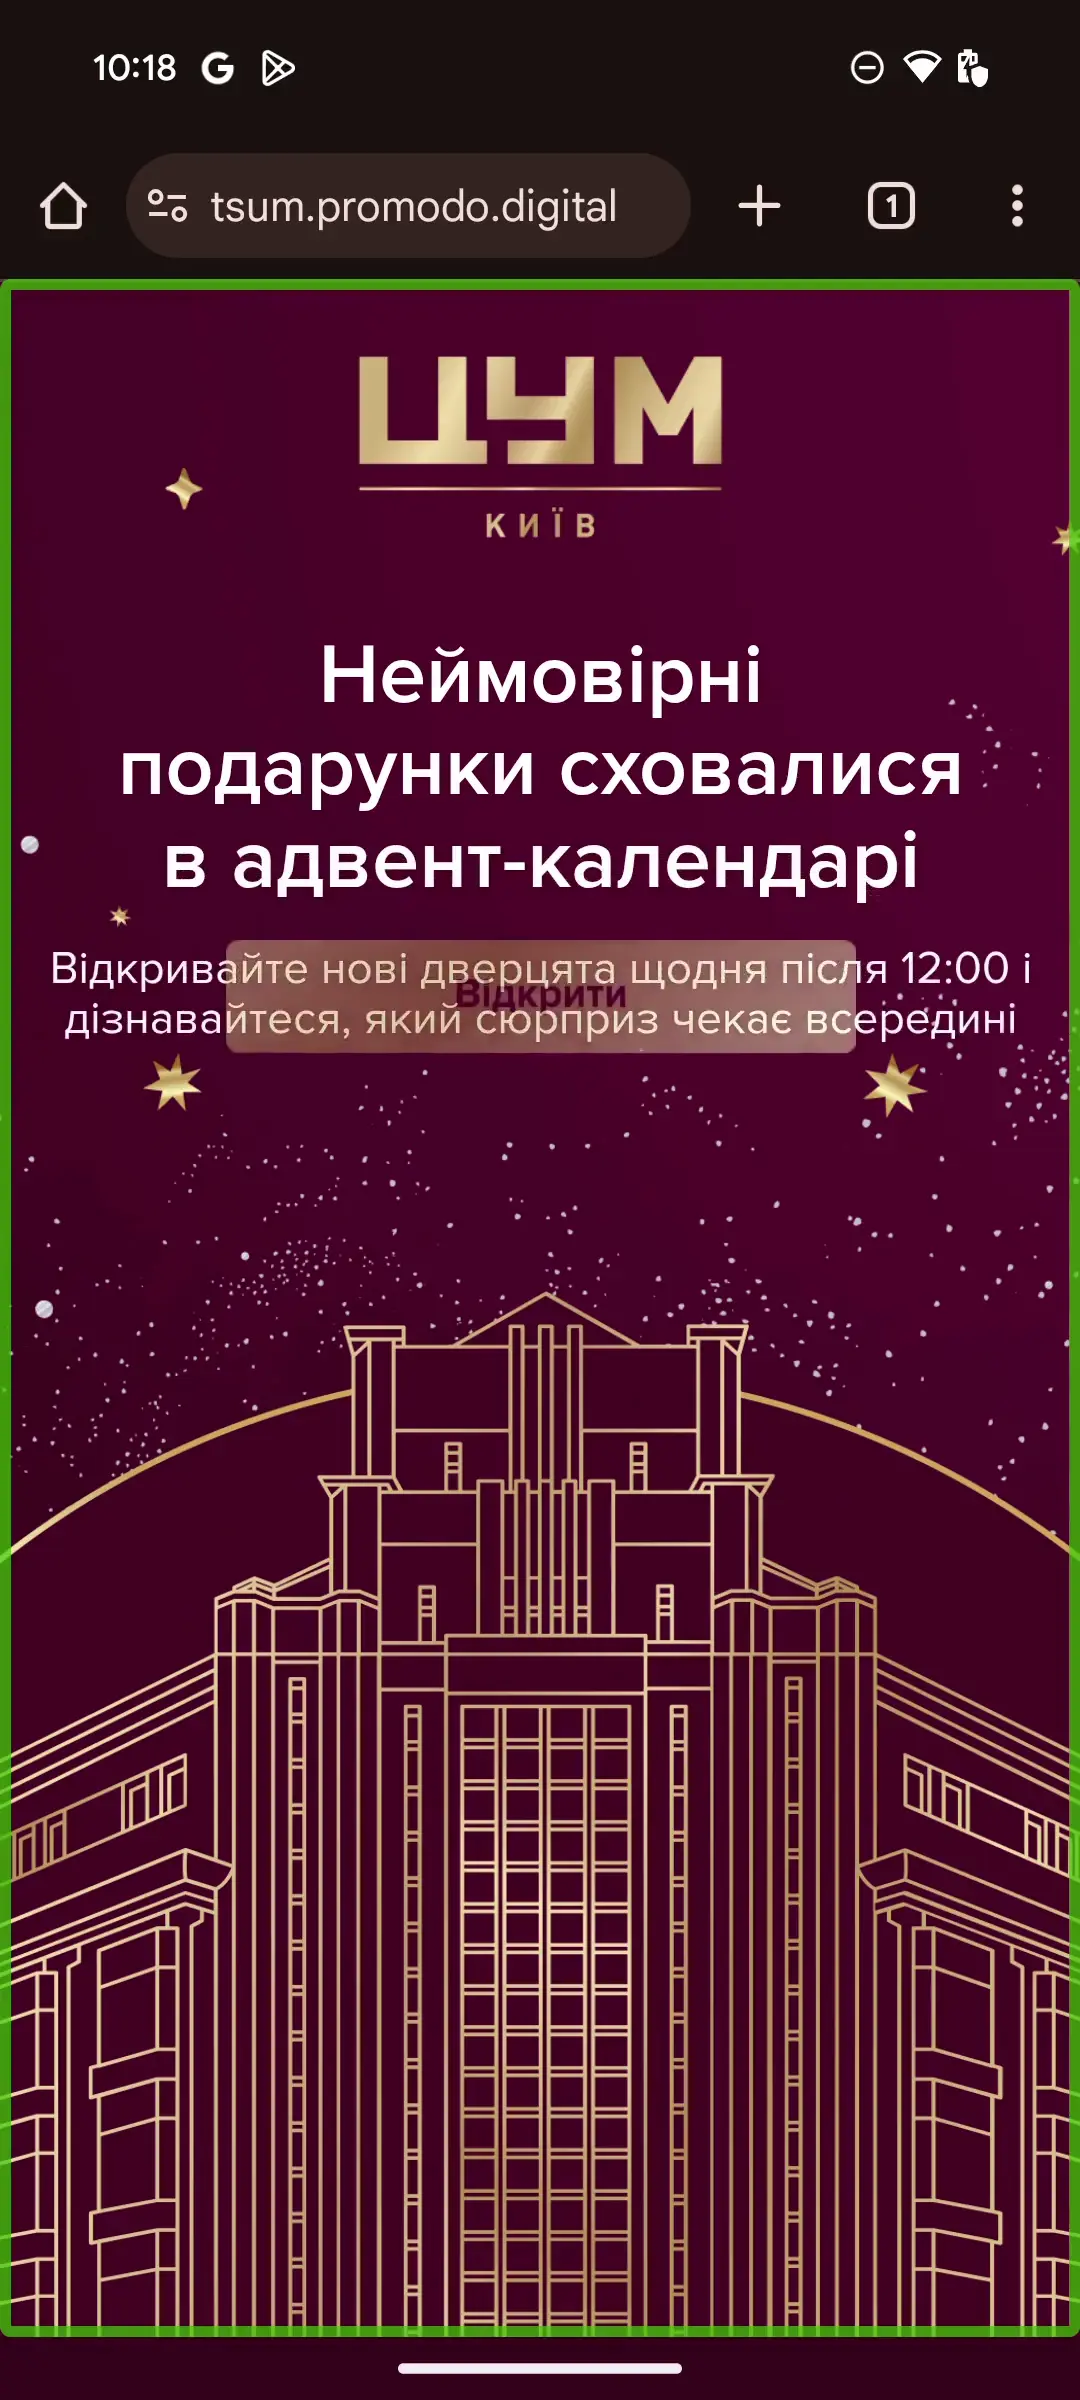 10:18
tsum.promodo.digital
1
ЦУМ
КИЇВ
Неймовірні
подарунки сховалися
в адвент-календарі
Відкривайте нові дверцята щодня після 12:00 і
Відкрити
дізнавайтеся, який сюрприз чекає всередині